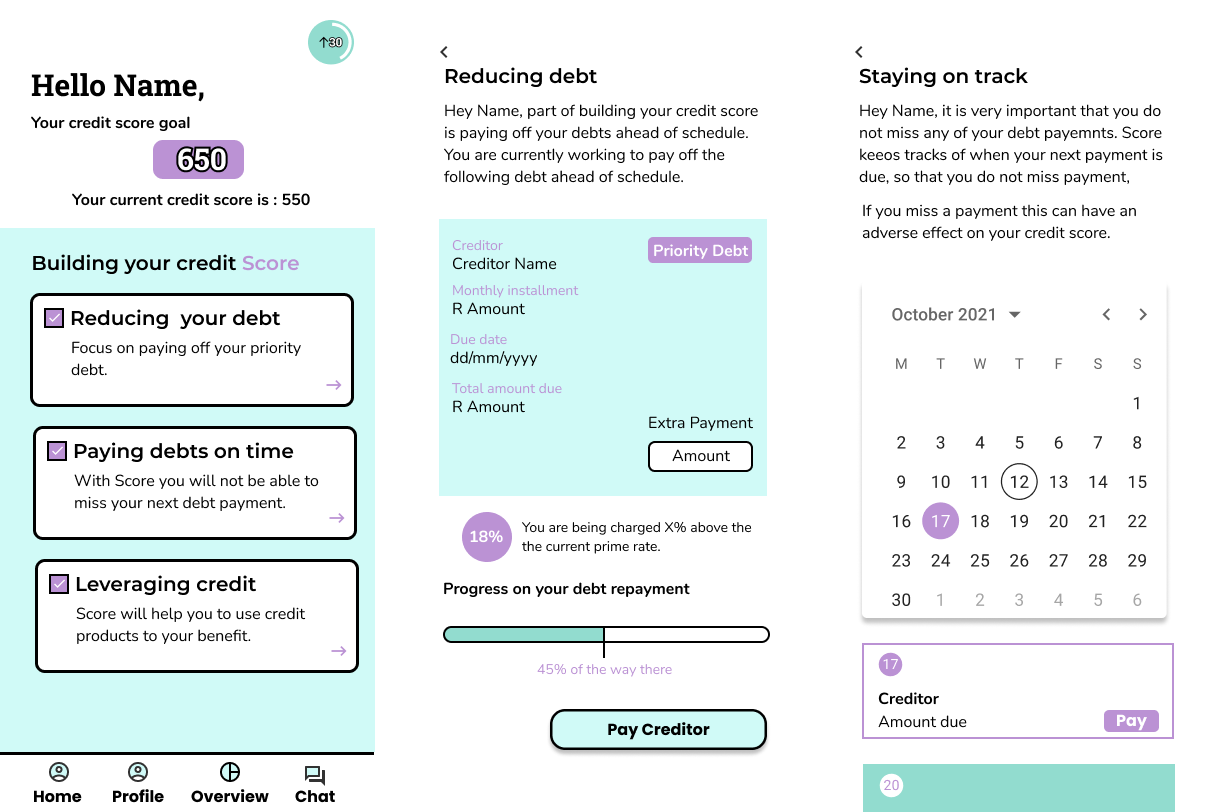 ↑30
Hello Name,
Your credit score goal
650
Your current credit score is : 550
Building your credit Score
Reducing your debt
Focus on paying off your priority
debt.
Paying debts on time
With Score you will not be able to
miss your next debt payment.
Leveraging credit
Score will help you to use credit
products to your benefit.
Home Profile Overview Chat
Reducing debt
Hey Name, part of building your credit score
is paying off your debts ahead of schedule.
You are currently working to pay off the
following debt ahead of schedule.
Creditor
Creditor Name
Priority Debt
Monthly installment
R Amount
Due date
dd/mm/yyyy
Total amount due
R Amount
Extra Payment
Amount
18%
You are being charged X% above the
the current prime rate.
Progress on your debt repayment
45% of the way there
Pay Creditor
Staying on track
Hey Name, it is very important that you do
not miss any of your debt payemnts. Score
keeos tracks of when your next payment is
due, so that you do not miss payment,
If you miss a payment this can have an
adverse effect on your credit score.
October 2021
M T W T F S S
1
2 3 4 5 6 7 8
9 10 11 12 13 14 15
16 17 18 19 20 21 22
23 24 25 26 27 28 29
30 1 2 3 4 5 6
17
Creditor
Amount due
Pay
20